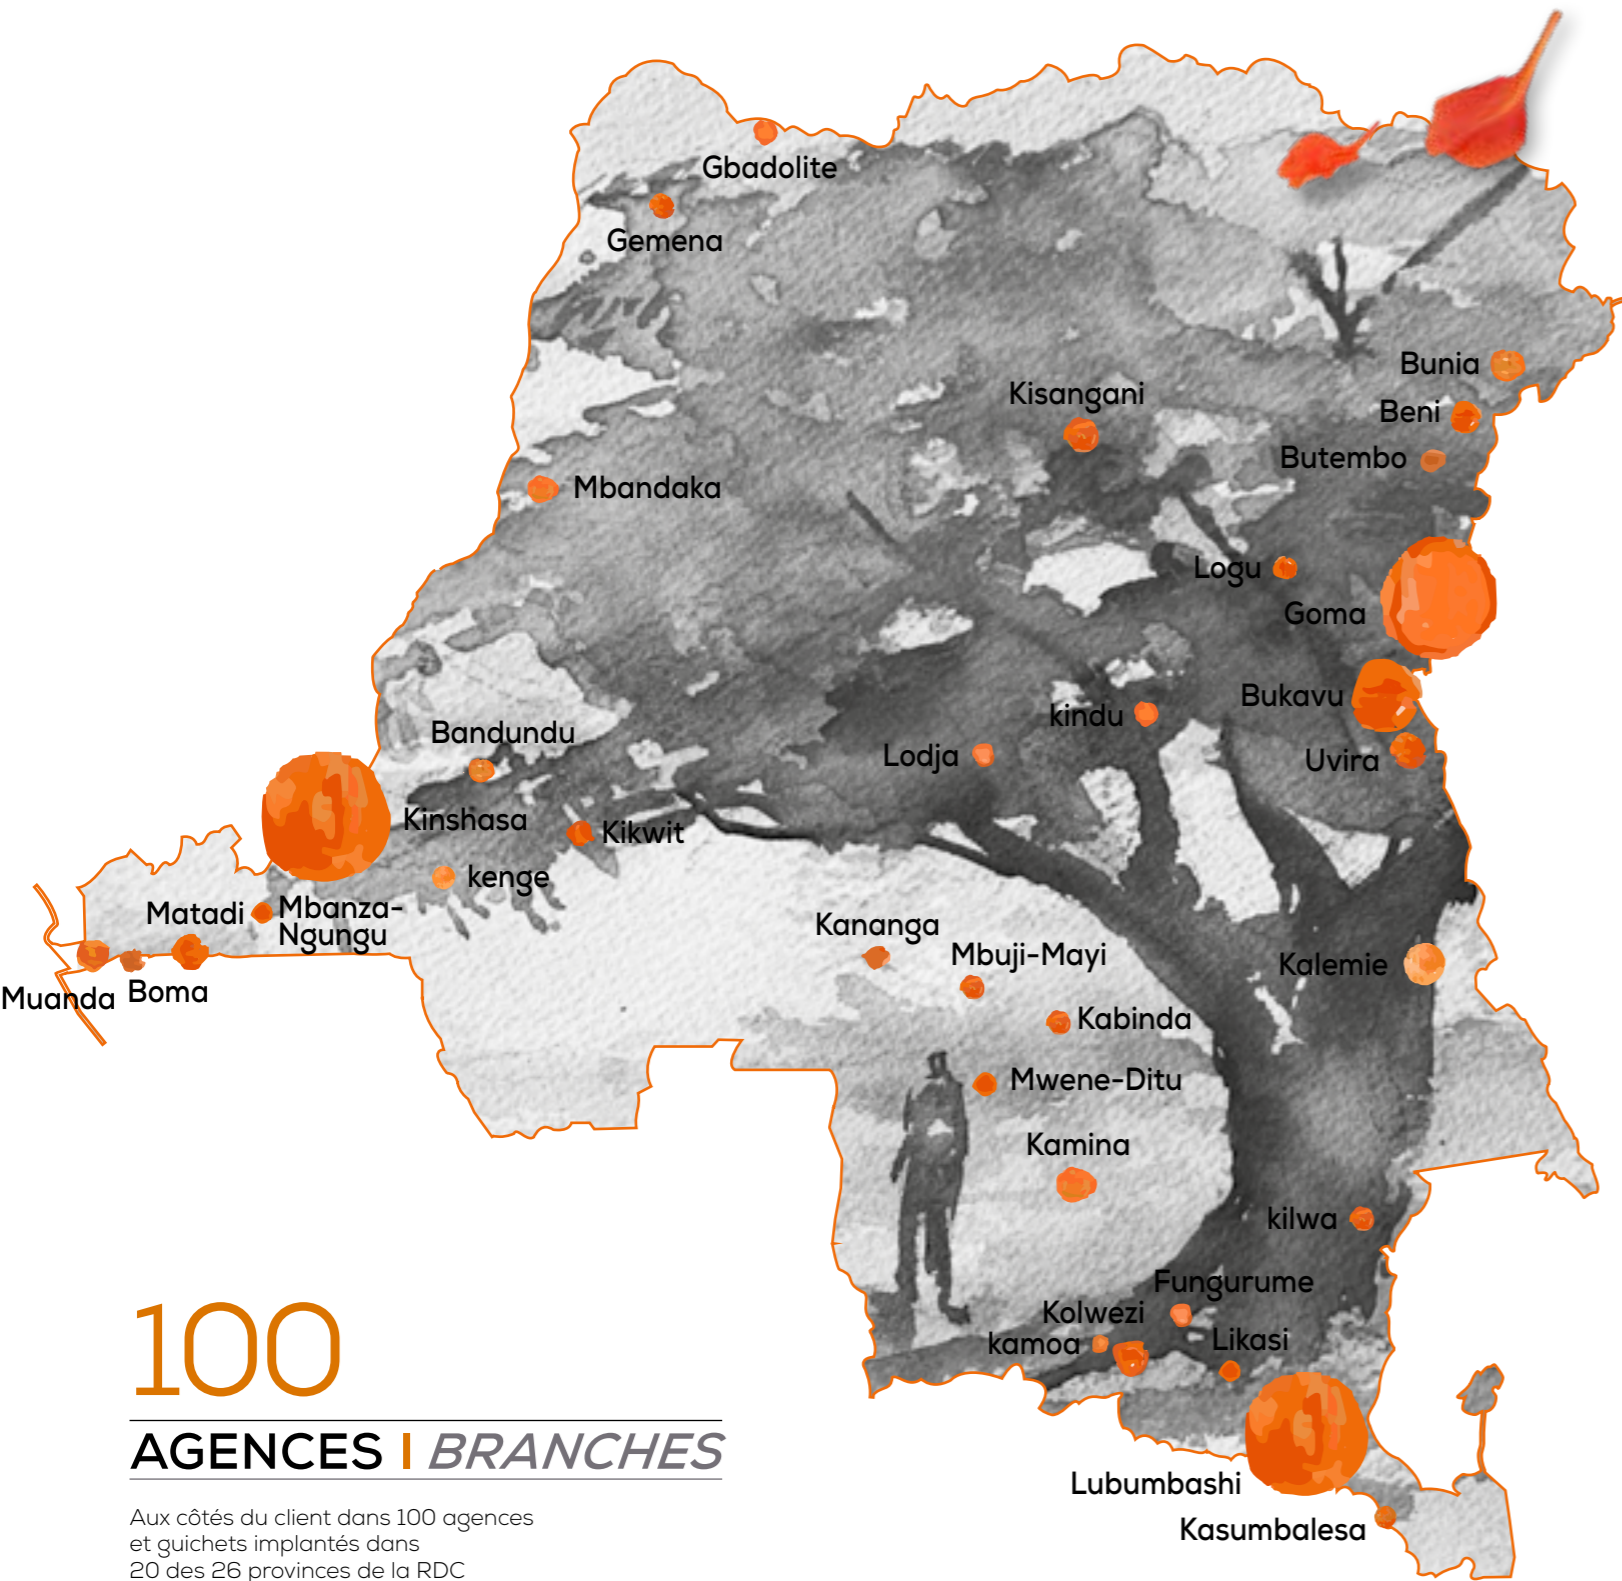 Gbadolite
Gemena
Bunia
Kisangani
Beni
Butembo
Mbandaka
Logu
Goma
Bukavu
kindu
Bandundu
Lodja
Uvira
Kinshasa
Kikwit
kenge
Matadi
Mbanza-
Ngungu
Kananga
Mbuji-Mayi
Kalemie
Muanda
Boma
Kabinda
Mwene-Ditu
Kamina
kilwa
Fungurume
Kolwezi
kamoa
Likasi
Lubumbashi
Kasumbalesa
100
AGENCES | BRANCHES
Aux côtés du client dans 100 agences
et guichets implantés dans
20 des 26 provinces de la RDC